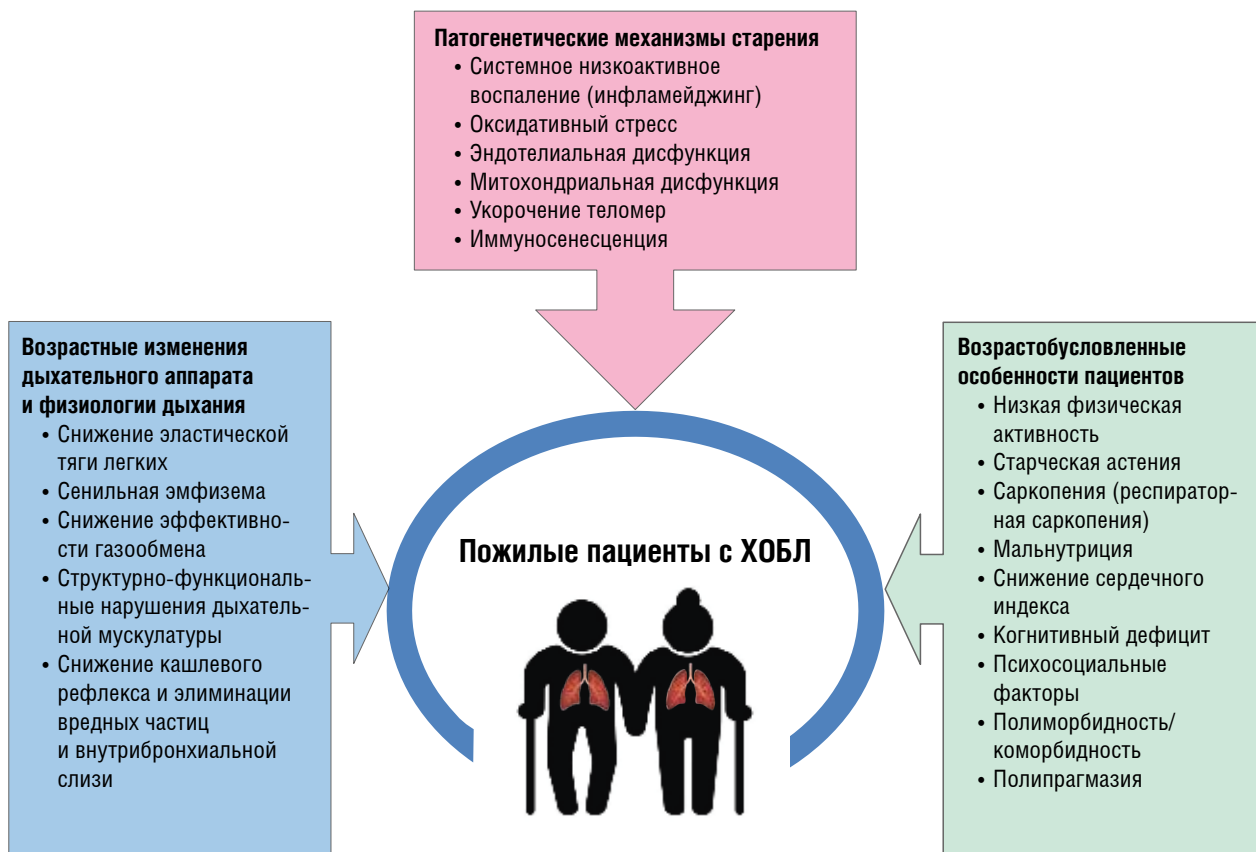 Патогенетические механизмы старения
• Системное низкоактивное
воспаление (инфламейджинг)
• Оксидативный стресс
• Эндотелиальная дисфункция
• Митохондриальная дисфункция
• Укорочение теломер
• Иммуносенесценция
Возрастные изменения
дыхательного аппарата
и физиологии дыхания
• Снижение эластической
тяги легких
• Сенильная эмфизема
• Снижение эффективно-
сти газообмена
• Структурно-функциональ-
ные нарушения дыхатель-
ной мускулатуры
• Снижение кашлевого
рефлекса и элиминации
вредных частиц
и внутрибронхиальной
слизи
Пожилые пациенты с ХОБЛ
Возрастобусловленные
особенности пациентов
• Низкая физическая
активность
• Старческая астения
• Саркопения (респиратор-
ная саркопения)
• Мальнутриция
• Снижение сердечного
индекса
• Когнитивный дефицит
• Психосоциальные
факторы
• Полиморбидность/
коморбидность
• Полипрагмазия